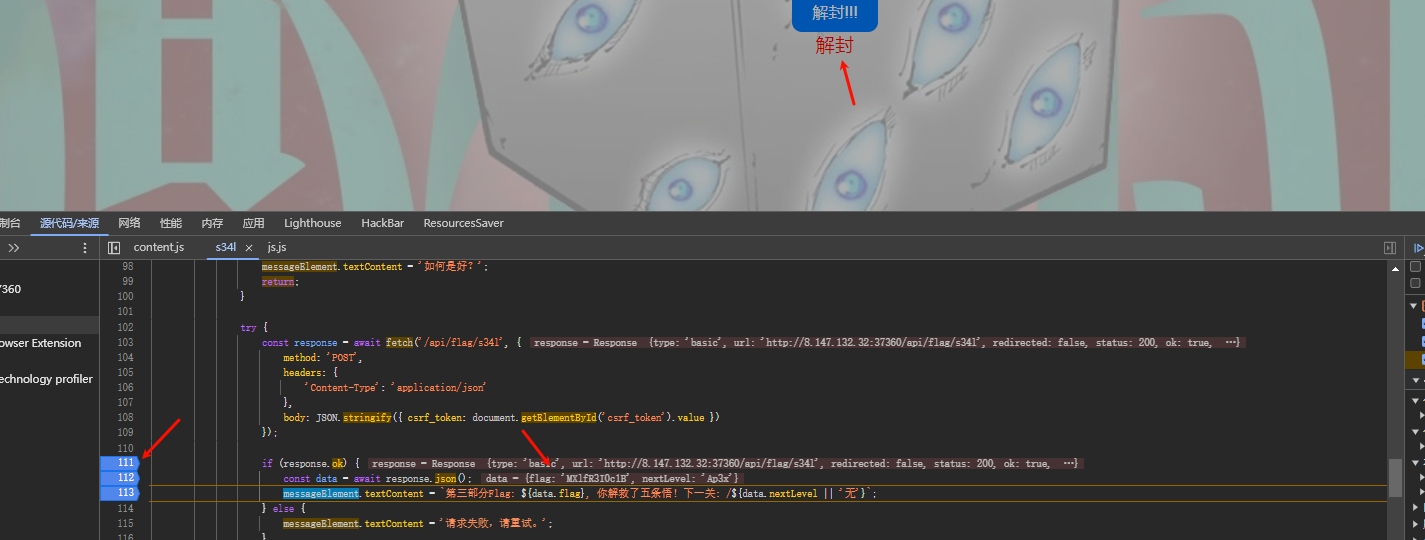 解封!!!
解封
制台 源代码/来源 网络 性能 内存 应用 Lighthouse HackBar ResourcesSaver
content.js s34l × js.js
7360
owser Extension
echnology profiler
98 messageElement.textContent = '如何是好？';
99 return;
100 }
101
102 try {
103 const response = await fetch('/api/flag/s34l', { response = Response {type: 'basic', url: 'http://8.147.132.32:37360/api/flag/s34l', redirected: false, status: 200, ok: true, …}
104 method: 'POST',
105 headers: {
106 'Content-Type': 'application/json'
107 },
108 body: JSON.stringify({ csrf_token: document.getElementById('csrf_token').value })
109 });
110
111 if (response.ok) { response = Response {type: 'basic', url: 'http://8.147.132.32:37360/api/flag/s34l', redirected: false, status: 200, ok: true, …}
112 const data = await response.json(); data = {flag: 'MXlfR3I0c1B', nextLevel: 'Ap3x'}
113 messageElement.textContent = `第三部分Flag: ${data.flag}, 你解救了五条悟！下一关: /${data.nextLevel || '无'}`;
114 } else {
115 messageElement.textContent = '请求失败，请重试。';
116 }